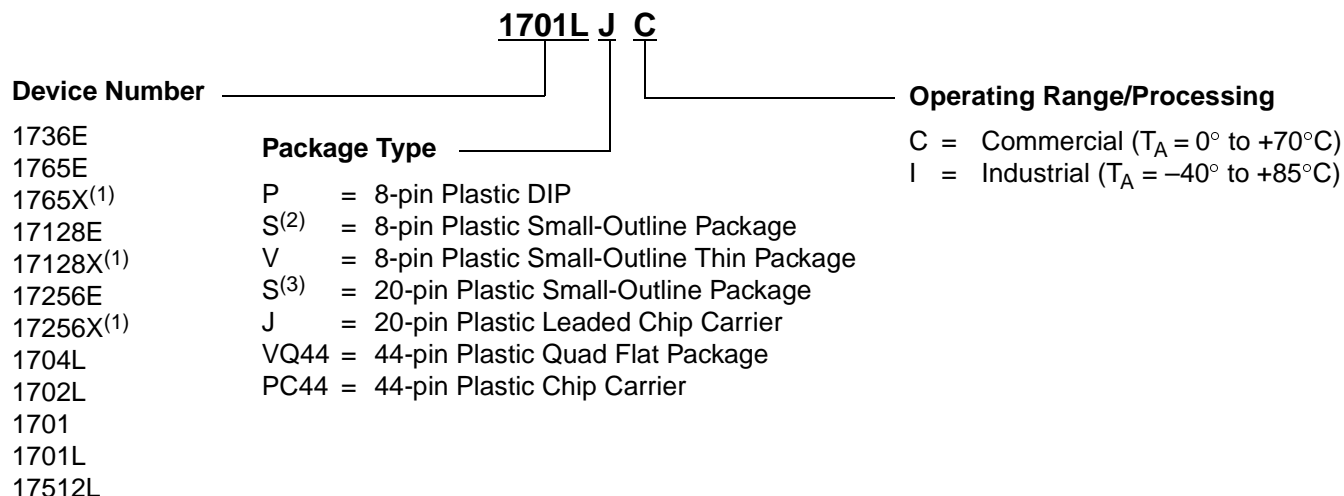 1701L J C
Device Number
1736E
1765E
1765X(1)
17128E
17128X(1)
17256E
17256X(1)
1704L
1702L
1701
1701L
17512L
Package Type
P = 8-pin Plastic DIP
S(2) = 8-pin Plastic Small-Outline Package
V = 8-pin Plastic Small-Outline Thin Package
S(3) = 20-pin Plastic Small-Outline Package
J = 20-pin Plastic Leaded Chip Carrier
VQ44 = 44-pin Plastic Quad Flat Package
PC44 = 44-pin Plastic Chip Carrier
Operating Range/Processing
C = Commercial (TA = 0° to +70°C)
I = Industrial (TA = –40° to +85°C)